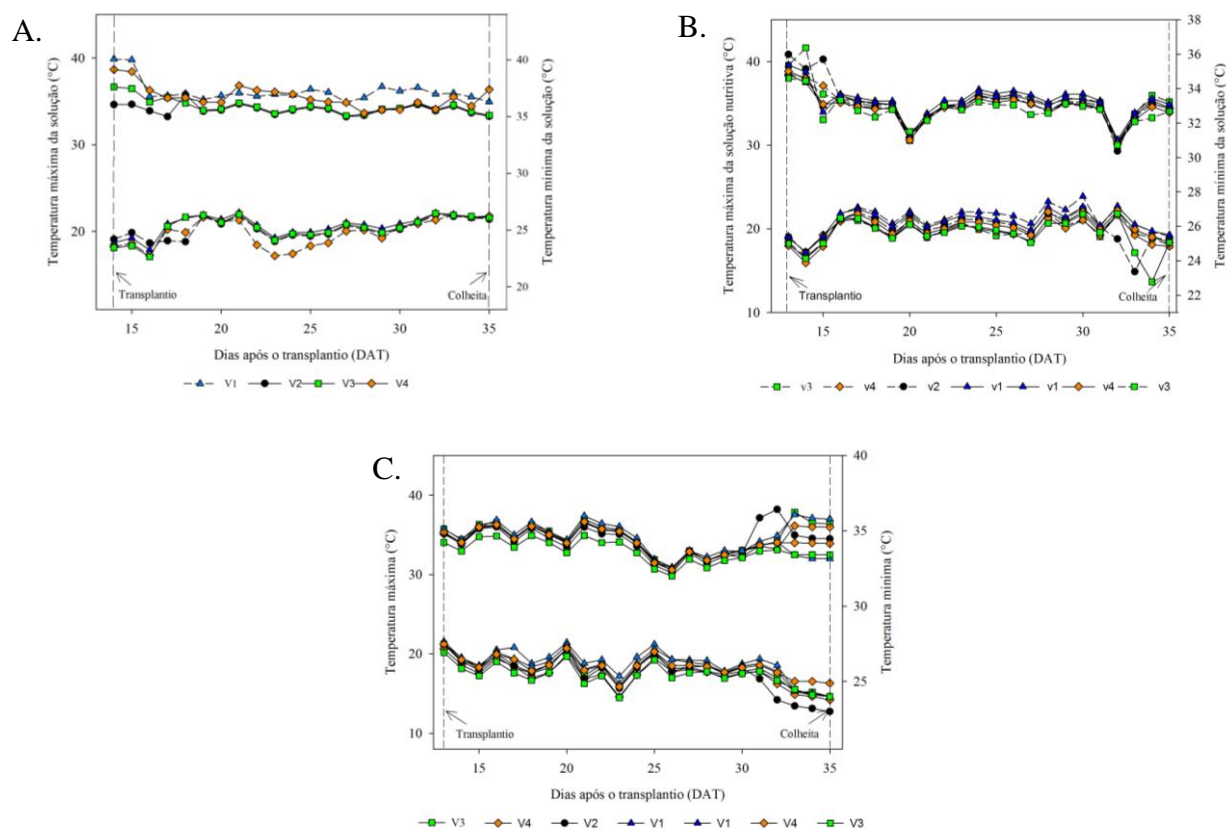 A.
Temperatura máxima da solução (°C)
40
30
20
Temperatura mínima da solução (°C)
40
35
30
25
20
Transplantio
Colheita
15 20 25 30 35
Dias após o transplantio (DAT)
V1 V2 V3 V4
B.
Temperatura máxima da solução nutritiva (°C)
40
30
20
10
Temperatura mínima da solução (°C)
38
36
34
32
30
28
26
24
22
Transplantio
Colheita
15 20 25 30 35
Dias após o transplantio (DAT)
v3 v4 v2 v1 v1 v4 v3
C.
Temperatura máxima (°C)
40
30
20
10
Temperatura mínima (°C)
40
35
30
25
Transplantio
Colheita
15 20 25 30 35
Dias após o transplantio (DAT)
V3 V4 V2 V1 V1 V4 V3